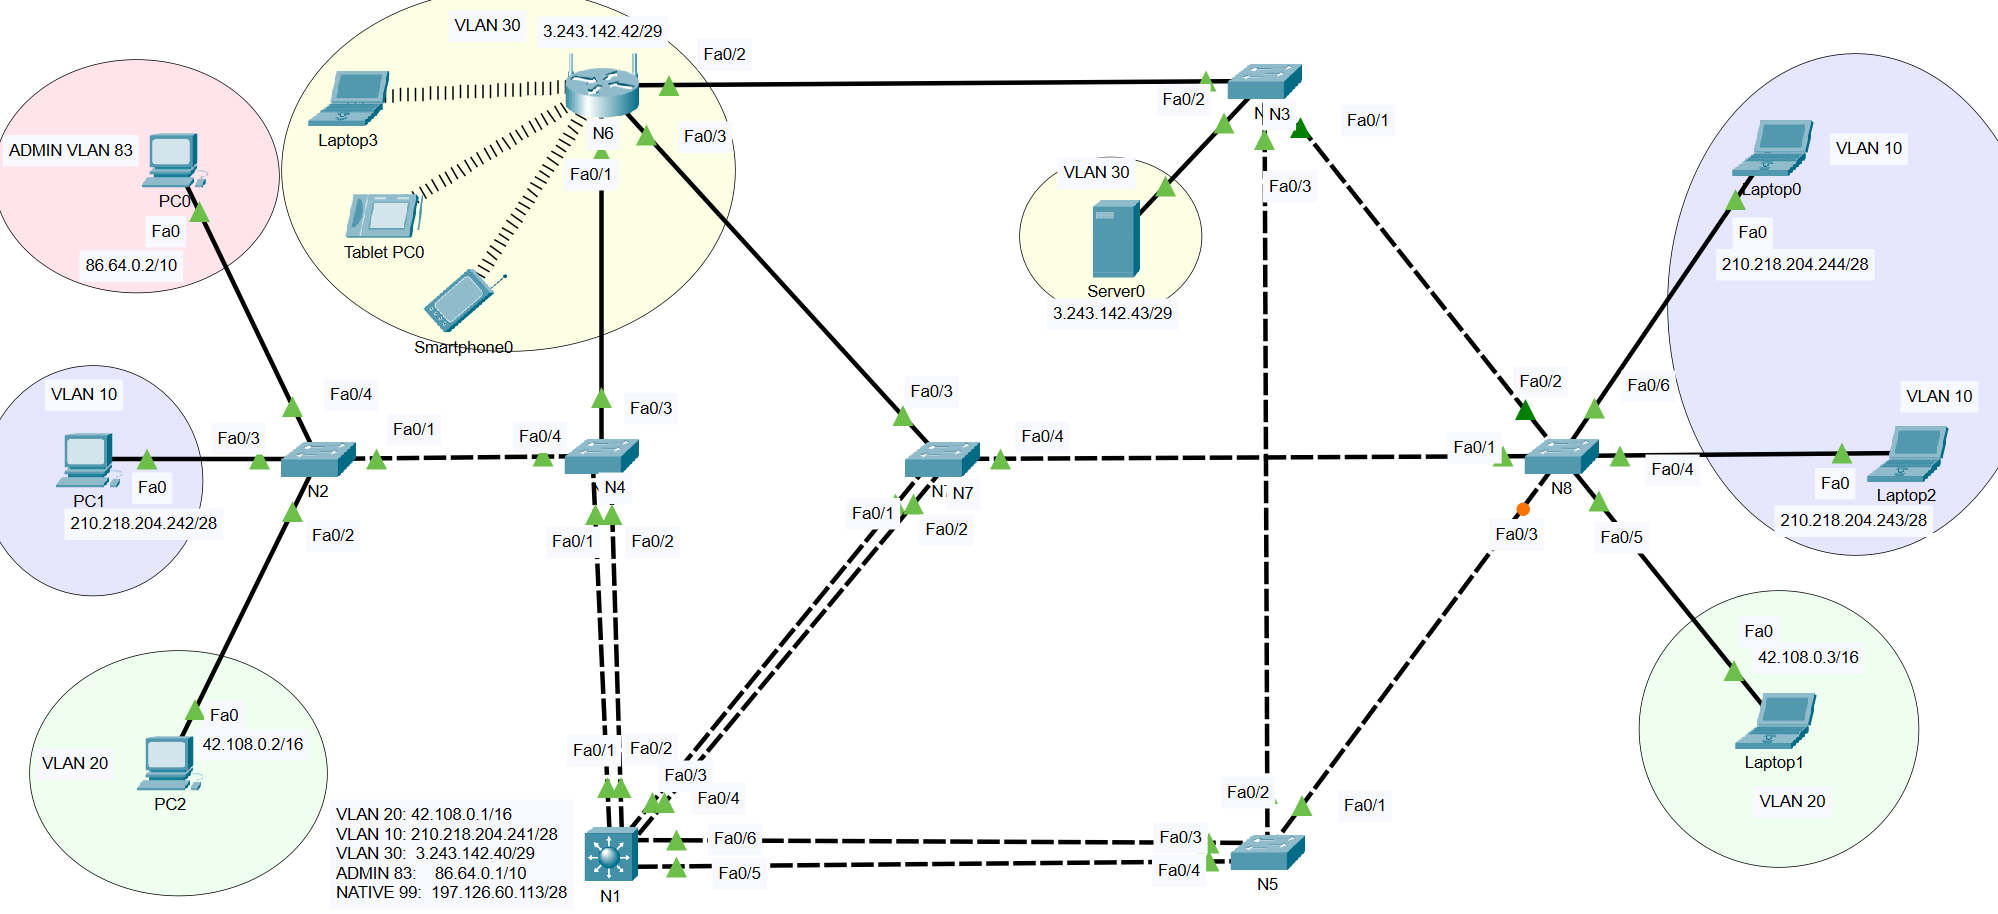 VLAN 30
3.243.142.42/29
Fa0/2
Laptop3
N6
Fa0/3
Fa0/1
Tablet PC0
Smartphone0
ADMIN VLAN 83
PC0
Fa0
86.64.0.2/10
Fa0/2
N3
Fa0/1
Fa0/3
VLAN 30
Server0
3.243.142.43/29
VLAN 10
Laptop0
Fa0
210.218.204.244/28
VLAN 10
Fa0/4
Fa0/3
Fa0/1
PC1
Fa0
210.218.204.242/28
N2
Fa0/2
Fa0/4
Fa0/3
N4
Fa0/1
Fa0/2
Fa0/3
Fa0/4
N7
Fa0/1
Fa0/2
Fa0/2
Fa0/6
Fa0/1
Fa0/4
N8
Fa0/3
Fa0/5
VLAN 10
Fa0
Laptop2
210.218.204.243/28
Fa0
42.108.0.2/16
VLAN 20
PC2
Fa0
42.108.0.3/16
Laptop1
VLAN 20
Fa0/1
Fa0/2
Fa0/3
Fa0/4
Fa0/6
Fa0/5
VLAN 20: 42.108.0.1/16
VLAN 10: 210.218.204.241/28
VLAN 30: 3.243.142.40/29
ADMIN 83: 86.64.0.1/10
NATIVE 99: 197.126.60.113/28
N1
Fa0/2
Fa0/1
Fa0/3
Fa0/4
N5